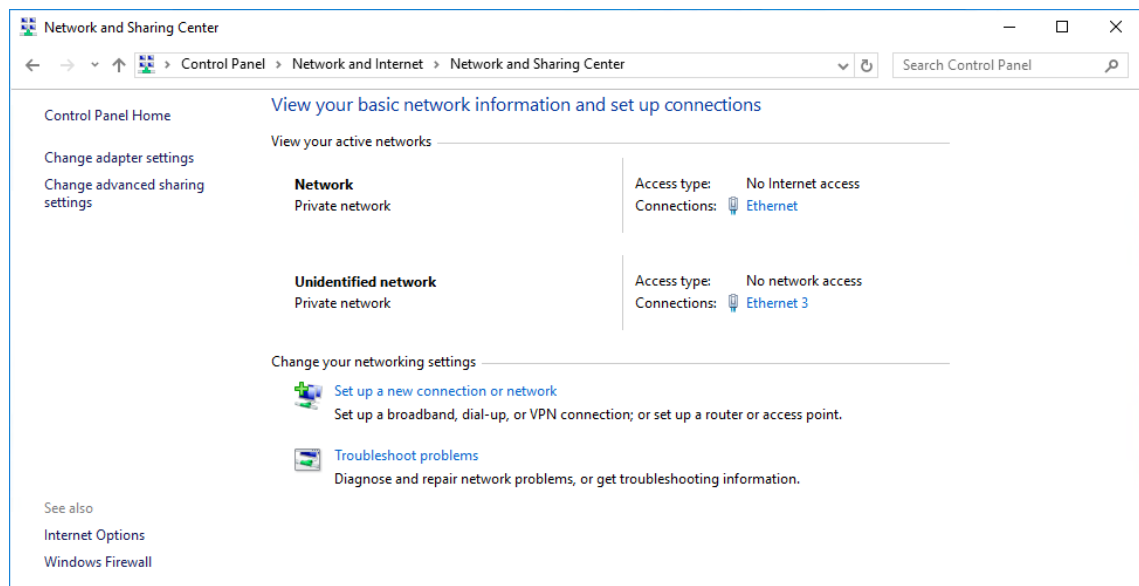 Network and Sharing Center
Control Panel > Network and Internet > Network and Sharing Center
Search Control Panel
Control Panel Home
Change adapter settings
Change advanced sharing
settings
View your basic network information and set up connections
View your active networks
Network
Private network
Access type: No Internet access
Connections: Ethernet
Unidentified network
Private network
Access type: No network access
Connections: Ethernet 3
Change your networking settings
Set up a new connection or network
Set up a broadband, dial-up, or VPN connection; or set up a router or access point.
Troubleshoot problems
Diagnose and repair network problems, or get troubleshooting information.
See also
Internet Options
Windows Firewall